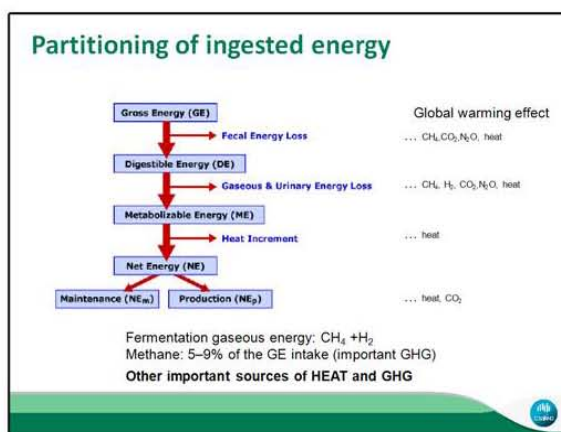 Partitioning of ingested energy
Gross Energy (GE)
Global warming effect
Fecal Energy Loss
... CH₄,CO₂,N₂O, heat
Digestible Energy (DE)
Gaseous & Urinary Energy Loss
... CH₄, H₂, CO₂,N₂O, heat
Metabolizable Energy (ME)
Heat Increment
... heat
Net Energy (NE)
Maintenance (NEm)
Production (NEp)
... heat, CO₂
Fermentation gaseous energy: CH₄ +H₂
Methane: 5–9% of the GE intake (important GHG)
Other important sources of HEAT and GHG